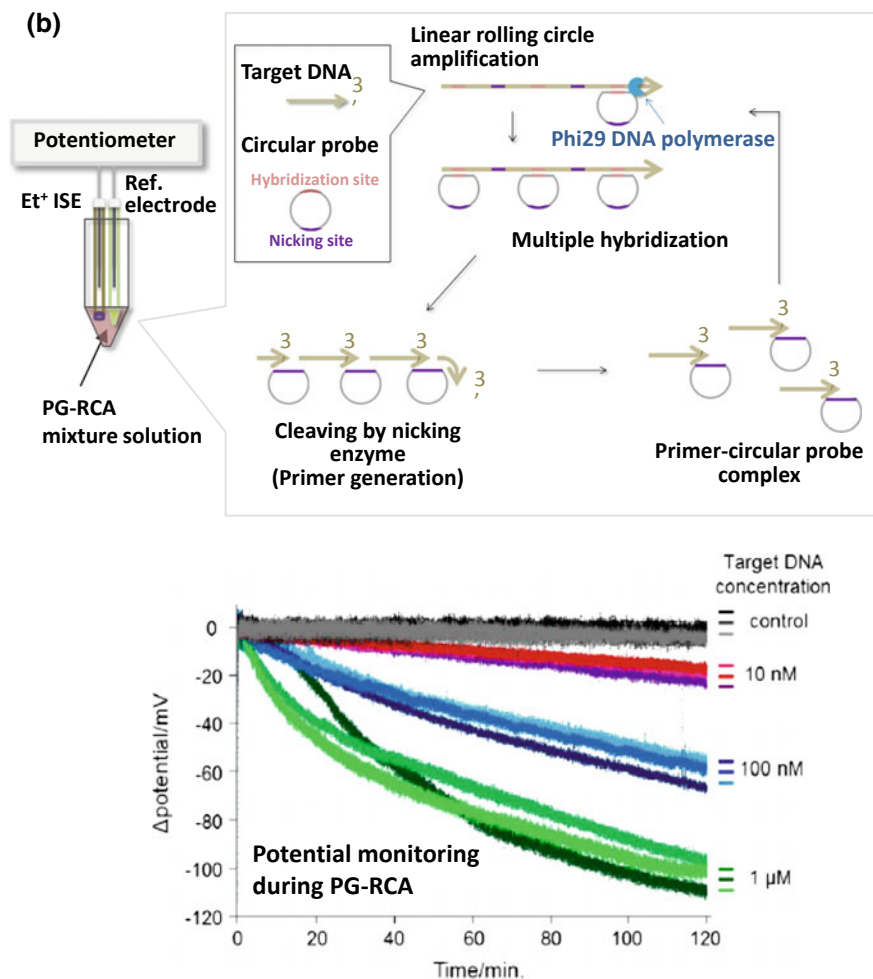 (b)
Linear rolling circle
amplification
Target DNA
3
,
Potentiometer
Circular probe
Phi29 DNA polymerase
Hybridization site
Et⁺ ISE
Ref.
electrode
Nicking site
Multiple hybridization
3
3
3
3
,
3
,
3
,
3
,
PG-RCA
mixture solution
Cleaving by nicking
enzyme
(Primer generation)
Primer-circular probe
complex
Target DNA
concentration
control
10 nM
100 nM
1 µM
Δpotential/mV
0
-20
-40
-60
-80
-100
-120
Potential monitoring
during PG-RCA
0
20
40
60
80
100
120
Time/min.